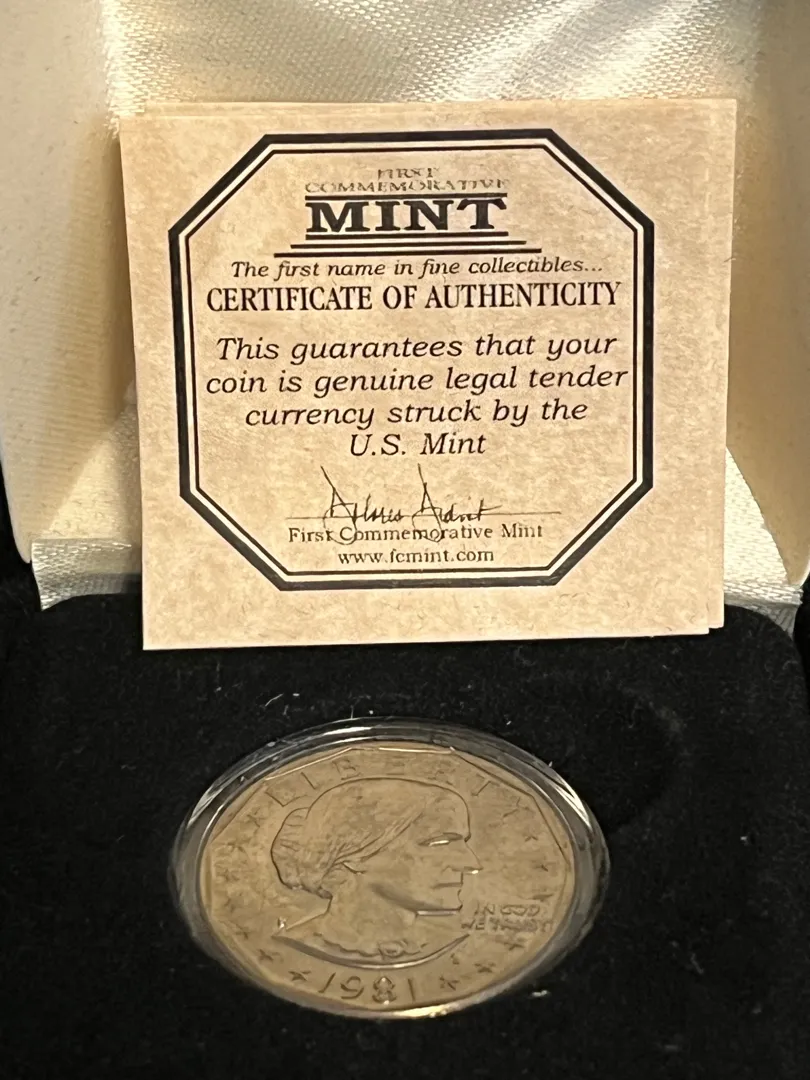 FIRST
COMMEMORATIVE
MINT
The first name in fine collectibles...
CERTIFICATE OF AUTHENTICITY
This guarantees that your
coin is genuine legal tender
currency struck by the
U.S. Mint
First Commemorative Mint
www.fcmint.com
LIBERTY
IN GOD
WE TRUST
1981